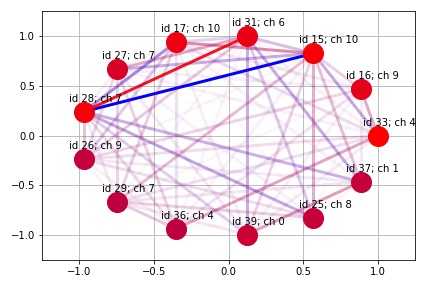 id 31; ch 6
id 17; ch 10
id 15; ch 10
id 27; ch 7
id 16; ch 9
id 28; ch 7
id 33; ch 4
id 26; ch 9
id 37; ch 1
id 29; ch 7
id 25; ch 8
id 36; ch 4
id 39; ch 0
1.0
0.5
0.0
−0.5
−1.0
−1.0 −0.5 0.0 0.5 1.0